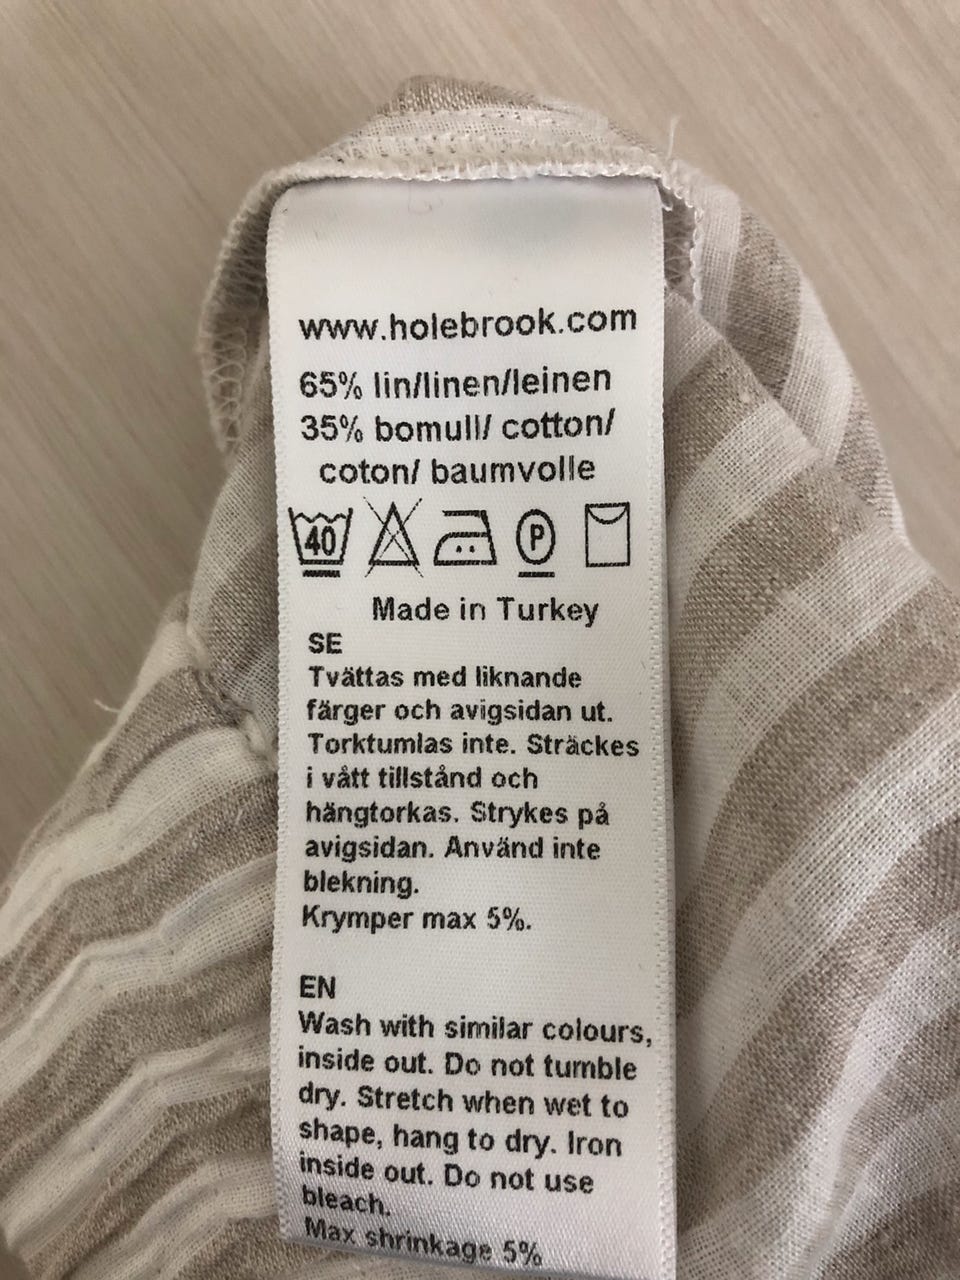 www.holebrook.com
65% lin/linen/leinen
35% bomull/ cotton/
coton/ baumvolle
40 P
Made in Turkey
SE
Tvättas med liknande
färger och avigsidan ut.
Torktumlas inte. Sträckes
i vått tillstånd och
hängtorkas. Strykes på
avigsidan. Använd inte
blekning.
Krymper max 5%.
EN
Wash with similar colours,
inside out. Do not tumble
dry. Stretch when wet to
shape, hang to dry. Iron
inside out. Do not use
bleach.
Max shrinkage 5%